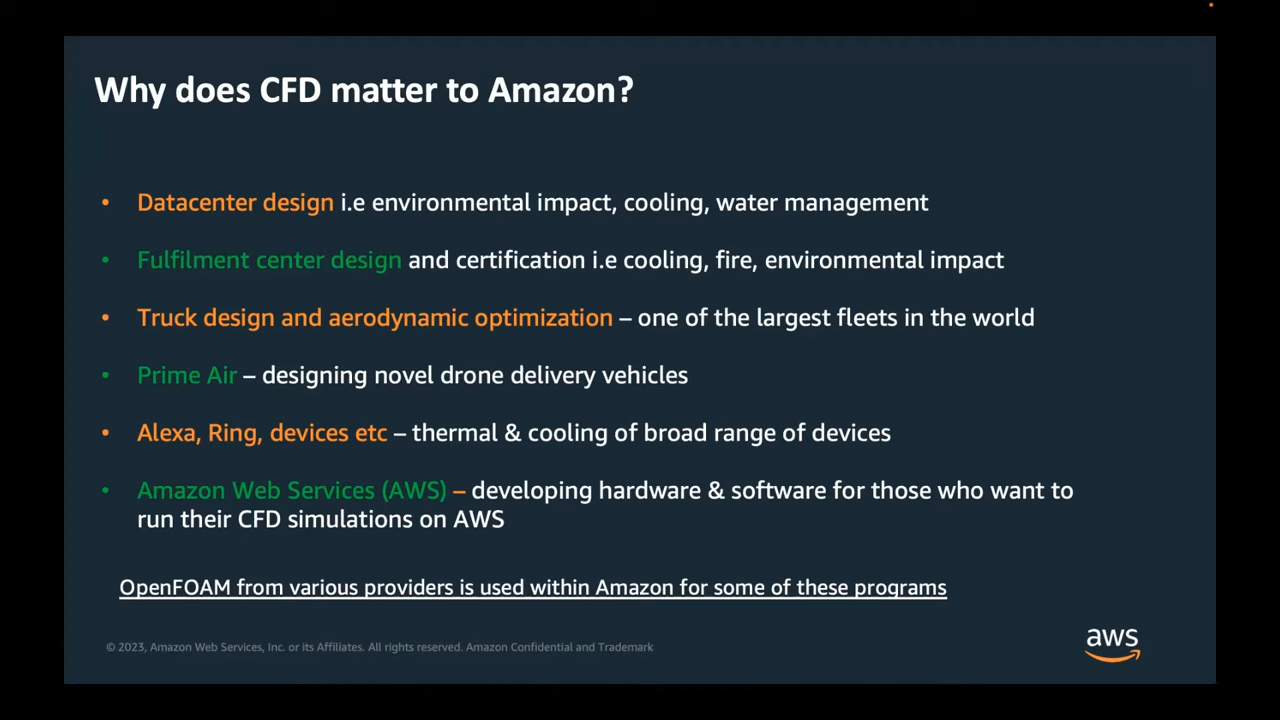 Why does CFD matter to Amazon?
• Datacenter design i.e environmental impact, cooling, water management
• Fulfilment center design and certification i.e cooling, fire, environmental impact
• Truck design and aerodynamic optimization – one of the largest fleets in the world
• Prime Air – designing novel drone delivery vehicles
• Alexa, Ring, devices etc – thermal & cooling of broad range of devices
• Amazon Web Services (AWS) – developing hardware & software for those who want to
run their CFD simulations on AWS
OpenFOAM from various providers is used within Amazon for some of these programs
© 2023, Amazon Web Services, Inc. or its Affiliates. All rights reserved. Amazon Confidential and Trademark
aws